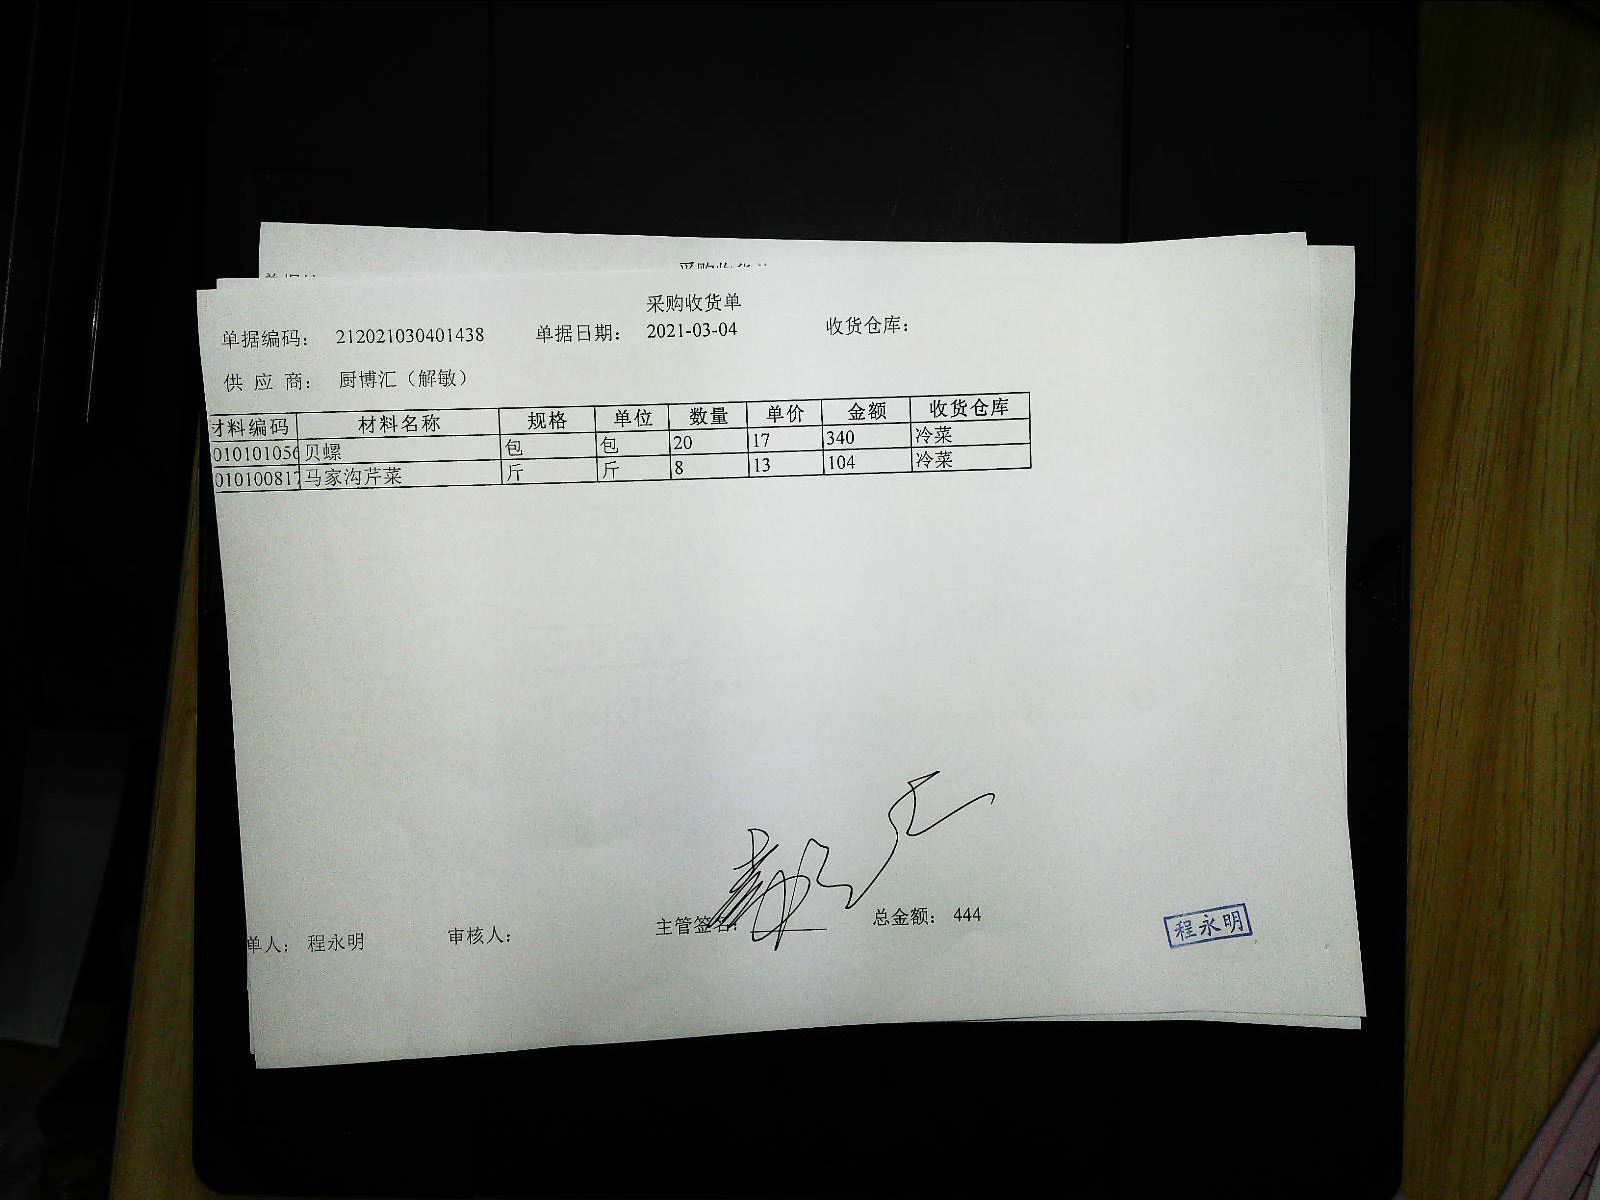 采购收货单
单据编码： 212021030401438 单据日期： 2021-03-04 收货仓库：
供 应 商： 厨博汇（解敏）
材料编码 材料名称 规格 单位 数量 单价 金额 收货仓库
010101056 贝螺 包 包 20 17 340 冷菜
010100817 马家沟芹菜 斤 斤 8 13 104 冷菜
单人： 程永明 审核人： 主管签名： 总金额： 444
程永明